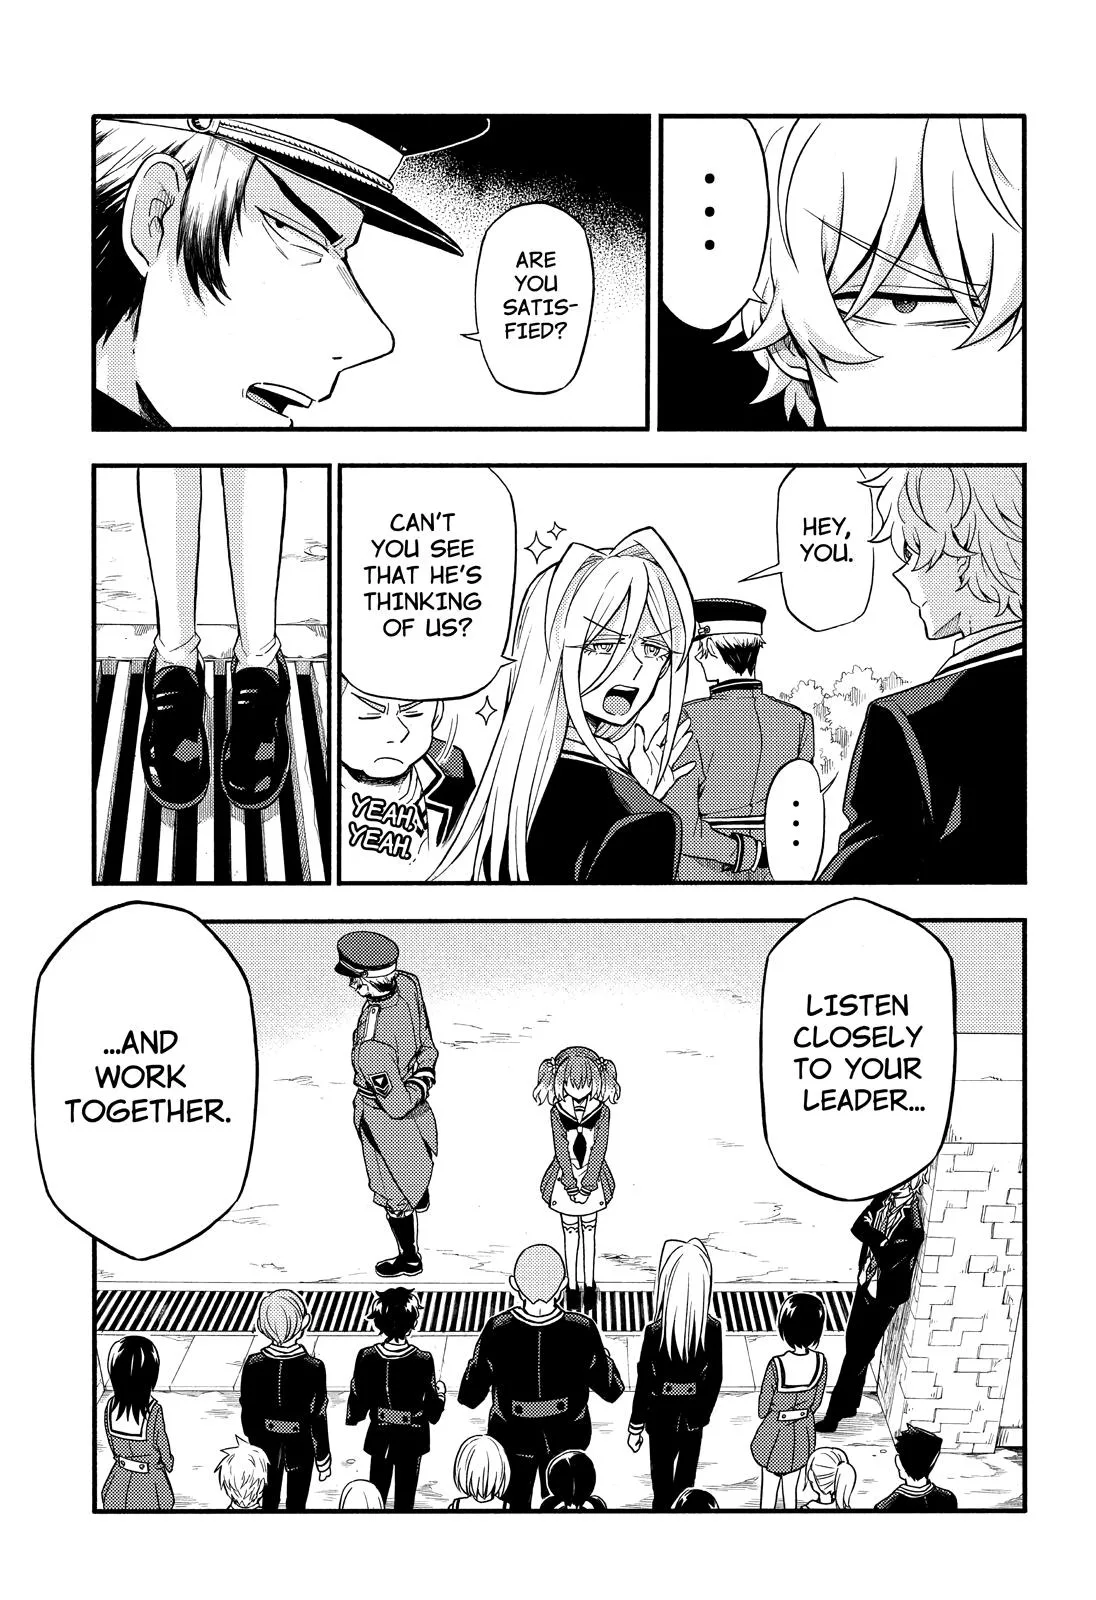 ...
ARE
YOU
SATIS-
FIED?
HEY,
YOU.
CAN'T
YOU SEE
THAT HE'S
THINKING
OF US?
YEAH,
YEAH.
...
LISTEN
CLOSELY
TO YOUR
LEADER...
...AND
WORK
TOGETHER.